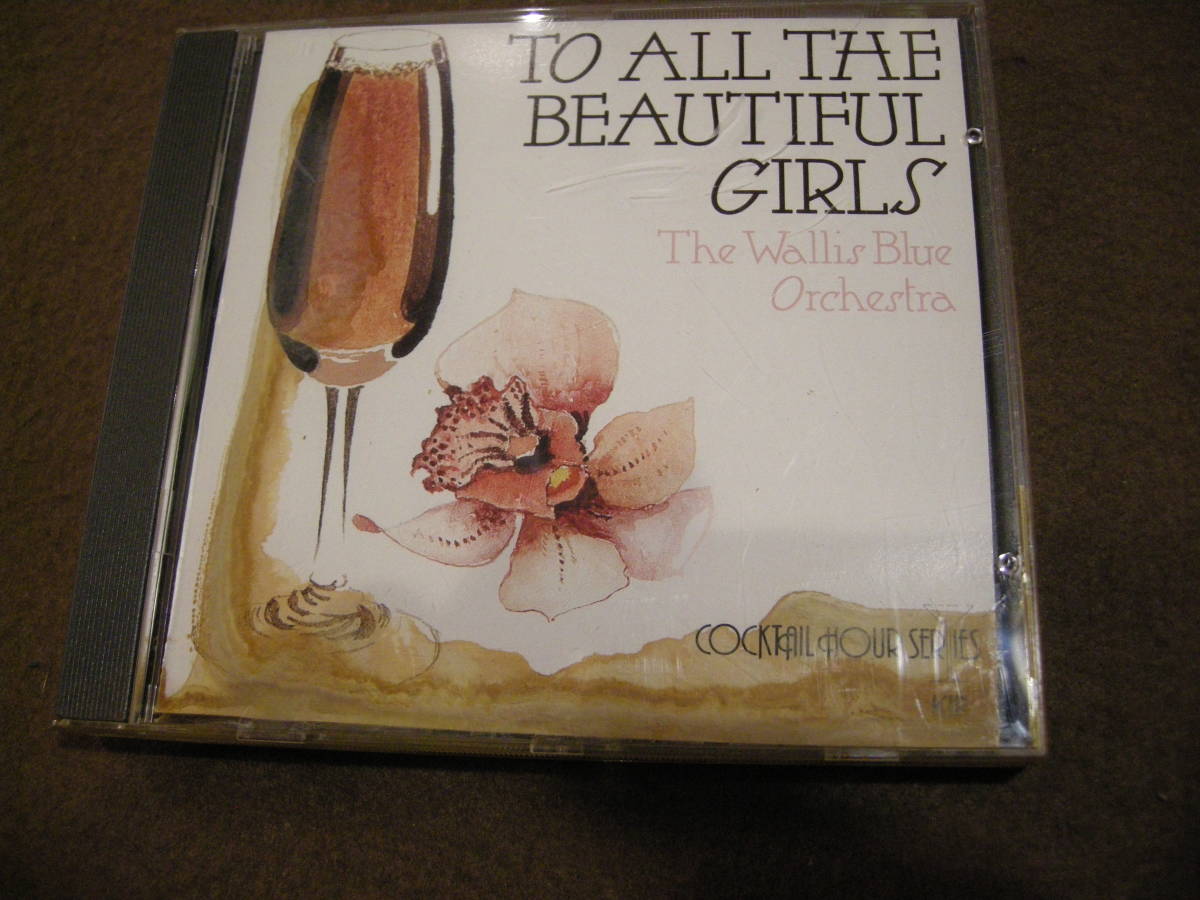 TO ALL THE
BEAUTIFUL
GIRLS
The Wallis Blue
Orchestra
COCKTAIL HOUR SERIES